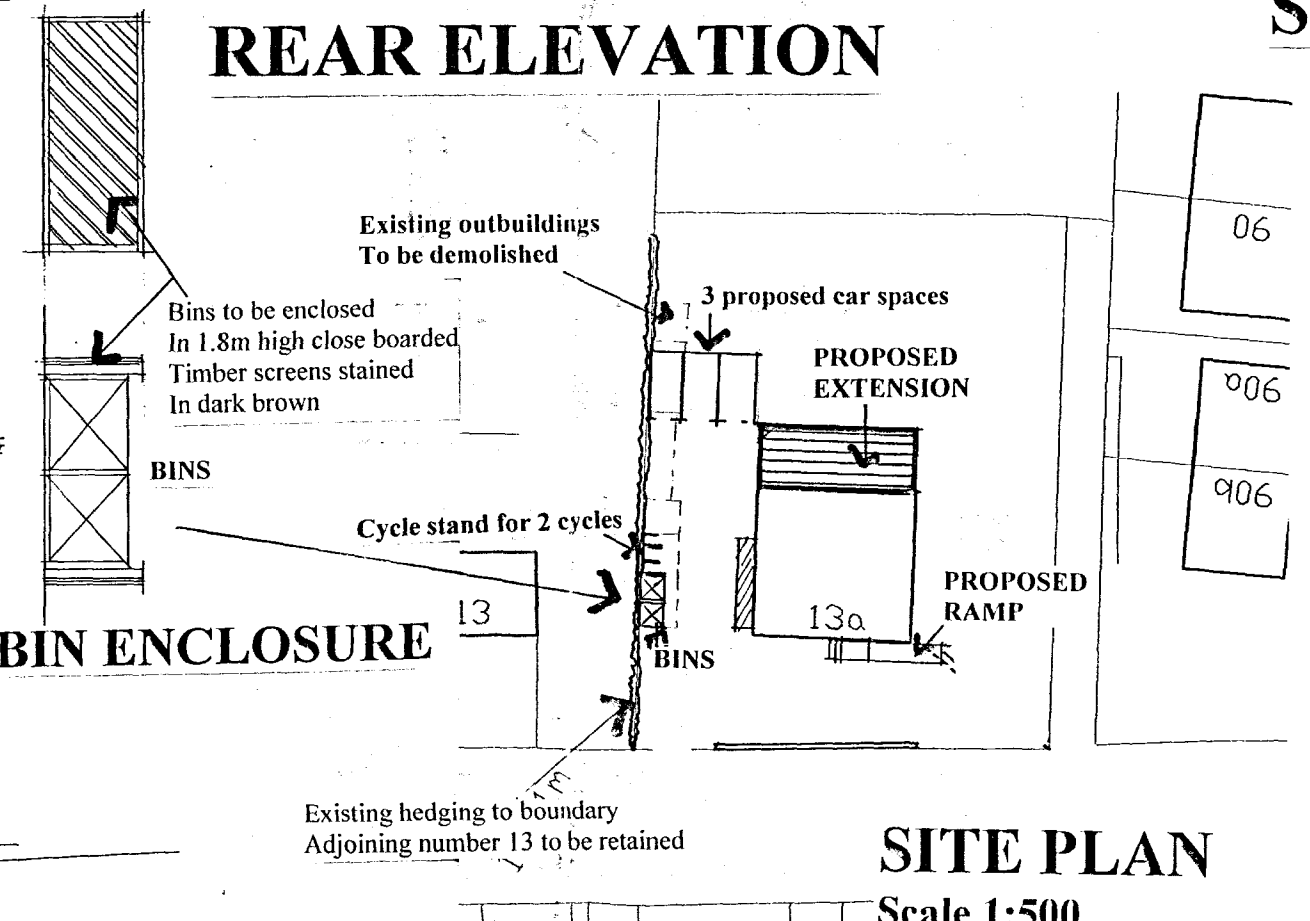 REAR ELEVATION
S
Existing outbuildings
To be demolished
3 proposed car spaces
PROPOSED
EXTENSION
Bins to be enclosed
In 1.8m high close boarded
Timber screens stained
In dark brown
BINS
Cycle stand for 2 cycles
13
BIN ENCLOSURE
BINS
13a
PROPOSED
RAMP
90
90a
90b
Existing hedging to boundary
Adjoining number 13 to be retained
SITE PLAN
Scale 1:500